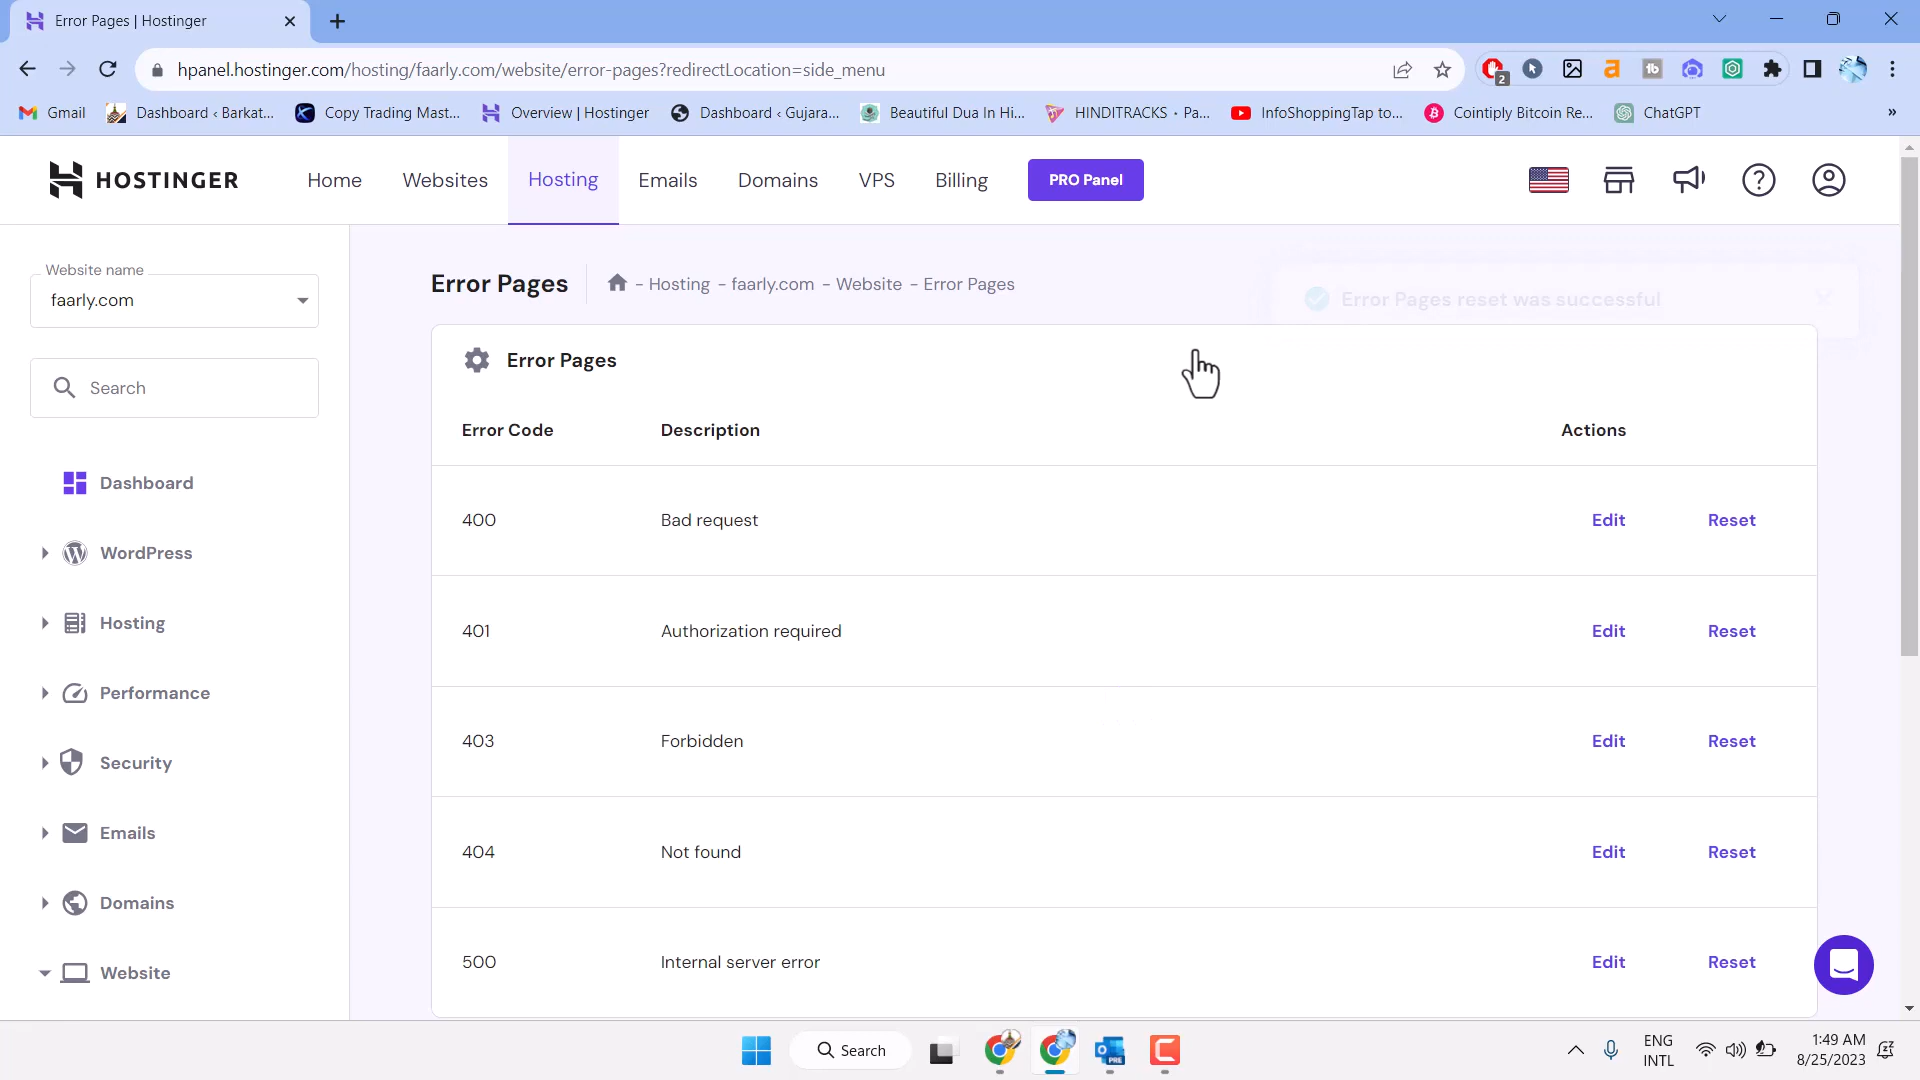 Error Pages | Hostinger
hpanel.hostinger.com/hosting/faarly.com/website/error-pages?redirectLocation=side_menu
2
Gmail
Dashboard ‹ Barkat...
Copy Trading Mast...
Overview | Hostinger
Dashboard ‹ Gujara...
Beautiful Dua In Hi...
HINDITRACKS • Pa...
InfoShoppingTap to...
Cointiply Bitcoin Re...
ChatGPT
»
HOSTINGER
Home
Websites
Hosting
Emails
Domains
VPS
Billing
PRO Panel
Website name
faarly.com
Search
Dashboard
WordPress
Hosting
Performance
Security
Emails
Domains
Website
Error Pages
- Hosting - faarly.com - Website - Error Pages
Error Pages reset was successful
Error Pages
Error Code Description Actions
400 Bad request Edit Reset
401 Authorization required Edit Reset
403 Forbidden Edit Reset
404 Not found Edit Reset
500 Internal server error Edit Reset
Search
PRE
ENG
INTL
1:49 AM
8/25/2023